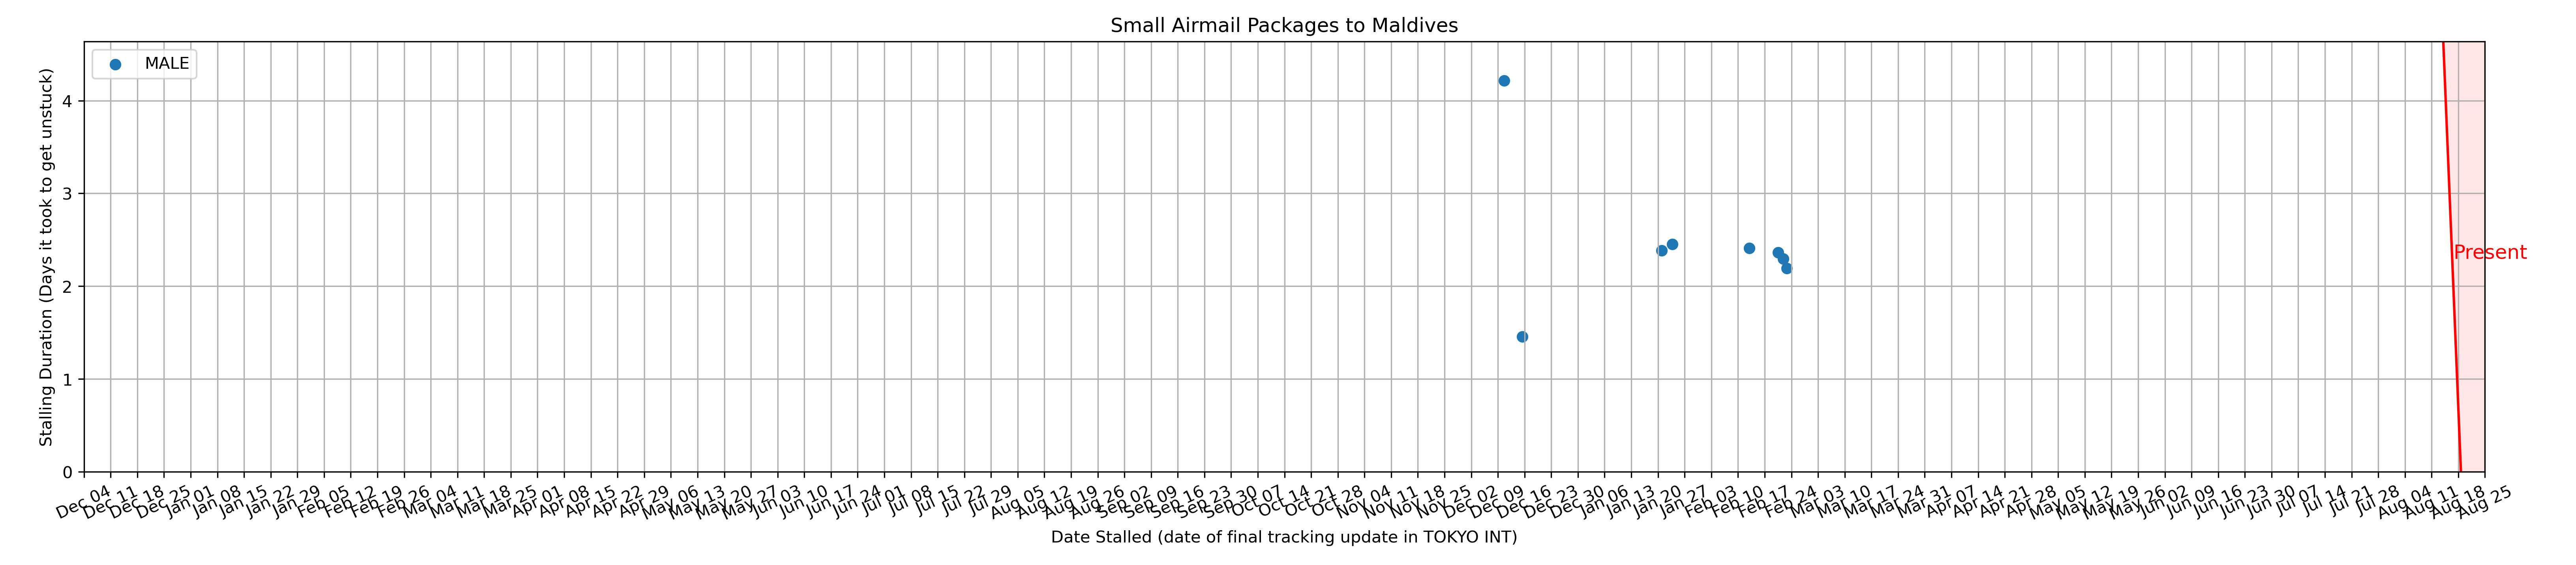 Small Airmail Packages to Maldives
MALE
Stalling Duration (Days it took to get unstuck)
4
3
2
1
0
Present
Dec 04 Dec 11 Dec 18 Dec 25 Jan 01 Jan 08 Jan 15 Jan 22 Jan 29 Feb 05 Feb 12 Feb 19 Feb 26 Mar 04 Mar 11 Mar 18 Mar 25 Apr 01 Apr 08 Apr 15 Apr 22 Apr 29 May 06 May 13 May 20 May 27 Jun 03 Jun 10 Jun 17 Jun 24 Jul 01 Jul 08 Jul 15 Jul 22 Jul 29 Aug 05 Aug 12 Aug 19 Aug 26 Sep 02 Sep 09 Sep 16 Sep 23 Sep 30 Oct 07 Oct 14 Oct 21 Oct 28 Nov 04 Nov 11 Nov 18 Nov 25 Dec 02 Dec 09 Dec 16 Dec 23 Dec 30 Jan 06 Jan 13 Jan 20 Jan 27 Feb 03 Feb 10 Feb 17 Feb 24 Mar 03 Mar 10 Mar 17 Mar 24 Mar 31 Apr 07 Apr 14 Apr 21 Apr 28 May 05 May 12 May 19 May 26 Jun 02 Jun 09 Jun 16 Jun 23 Jun 30 Jul 07 Jul 14 Jul 21 Jul 28 Aug 04 Aug 11 Aug 18 Aug 25
Date Stalled (date of final tracking update in TOKYO INT)